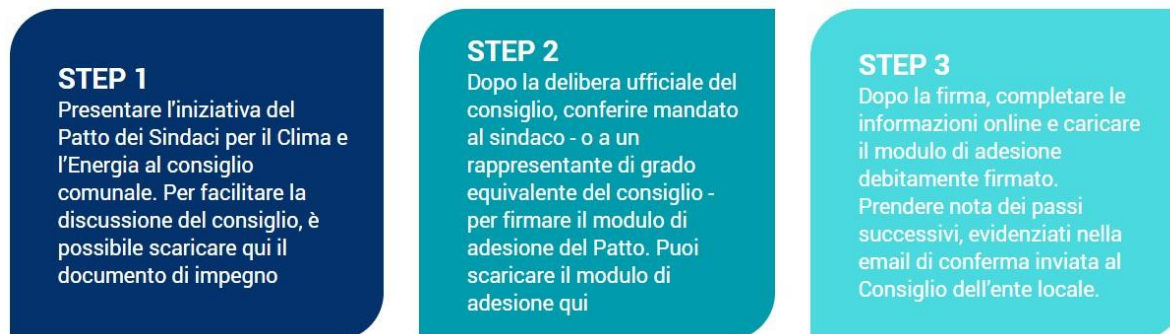 STEP 1
Presentare l'iniziativa del
Patto dei Sindaci per il Clima e
l'Energia al consiglio
comunale. Per facilitare la
discussione del consiglio, è
possibile scaricare qui il
documento di impegno
STEP 2
Dopo la delibera ufficiale del
consiglio, conferire mandato
al sindaco - o a un
rappresentante di grado
equivalente del consiglio -
per firmare il modulo di
adesione del Patto. Puoi
scaricare il modulo di
adesione qui
STEP 3
Dopo la firma, completare le
informazioni online e caricare
il modulo di adesione
debitamente firmato.
Prendere nota dei passi
successivi, evidenziati nella
email di conferma inviata al
Consiglio dell'ente locale.